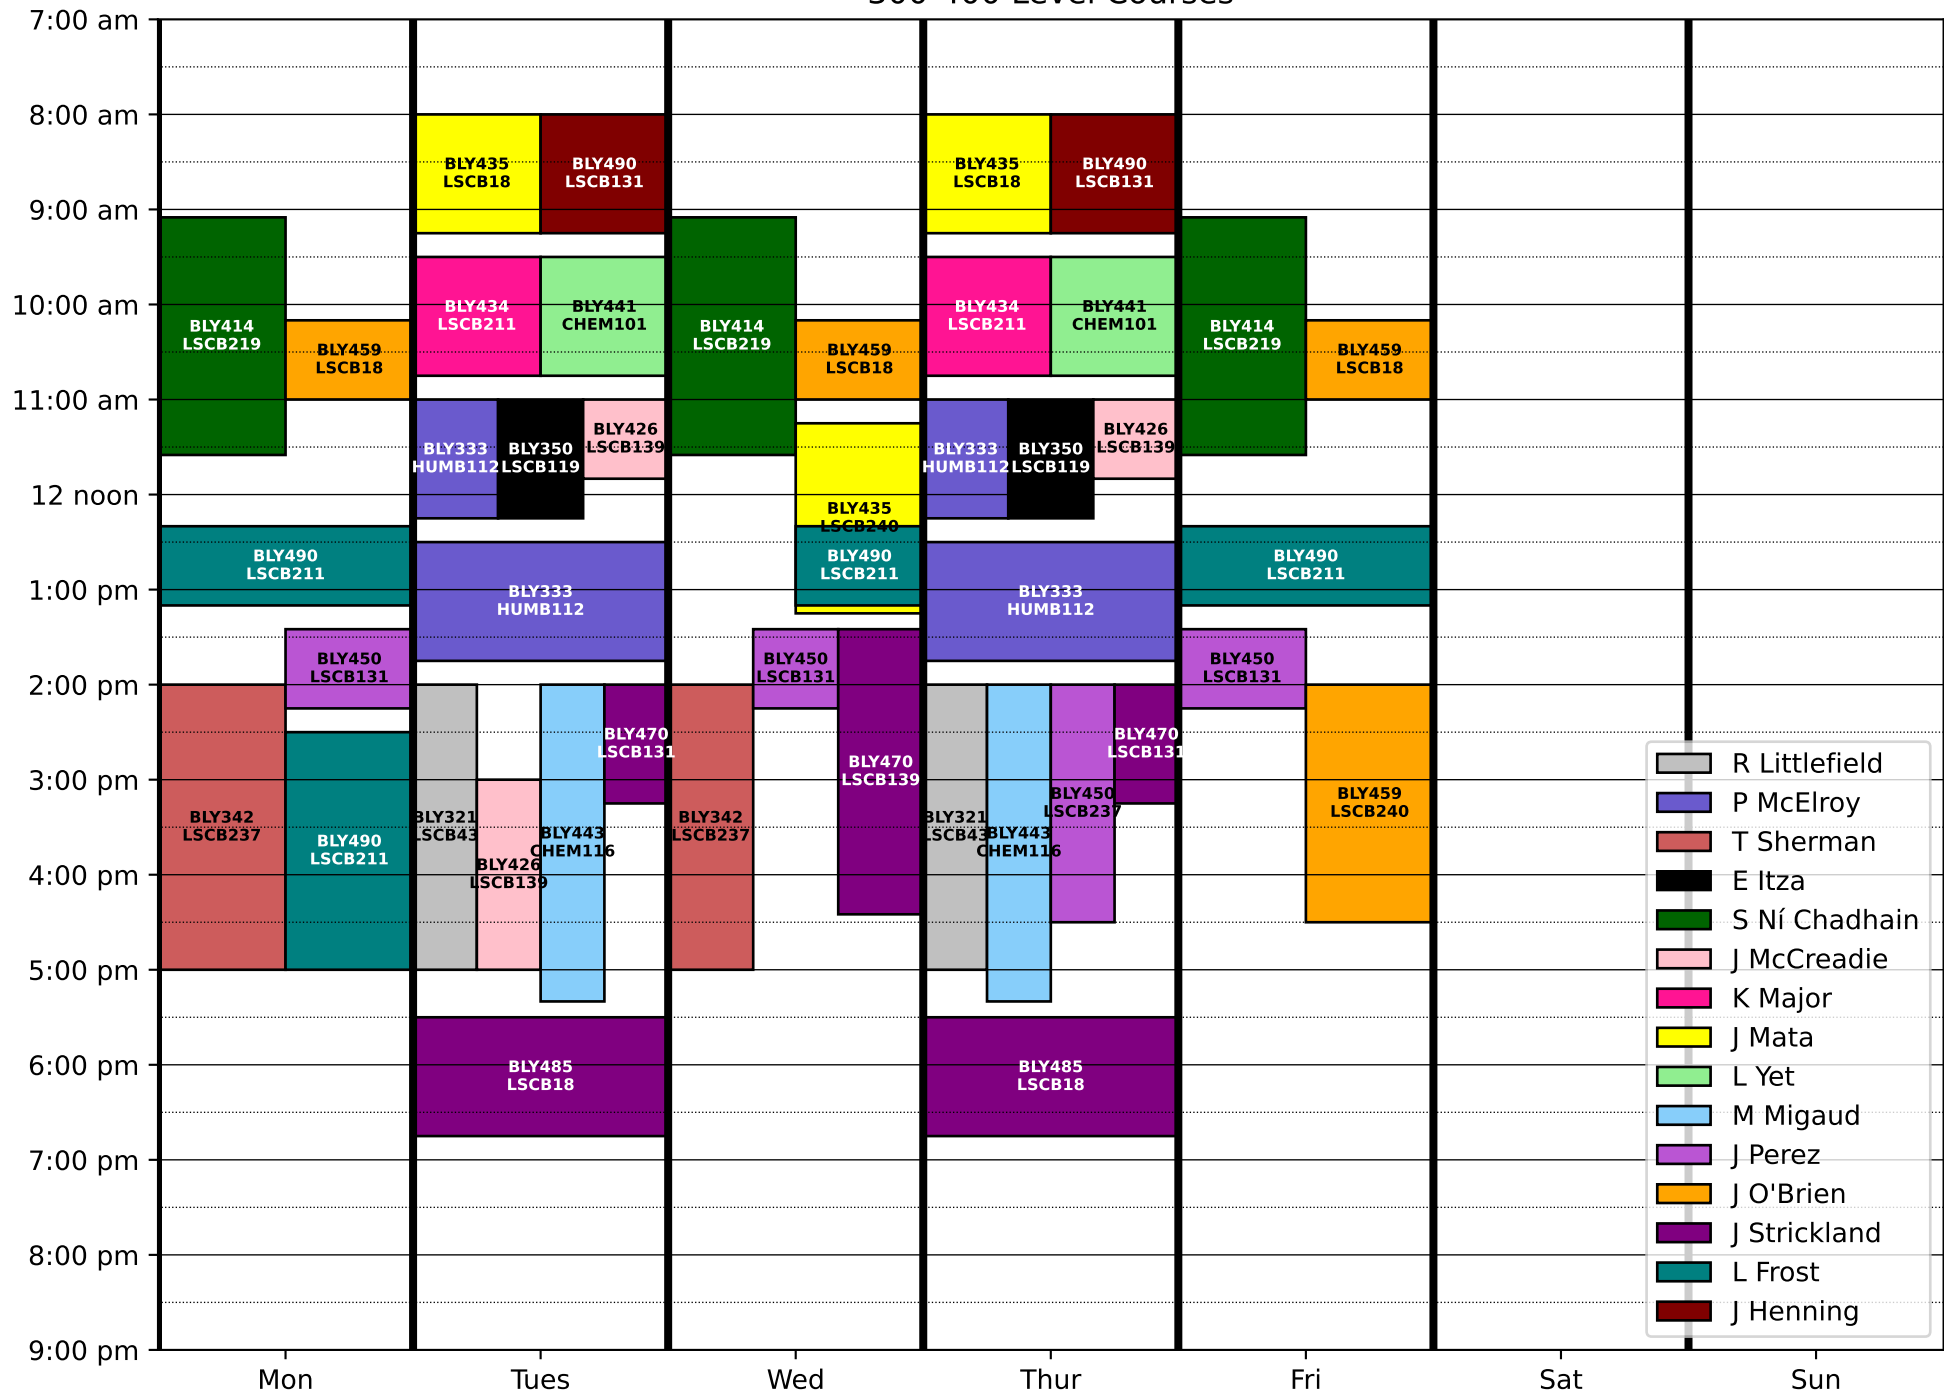 300-400 Level Courses
7:00 am
8:00 am
9:00 am
10:00 am
11:00 am
12 noon
1:00 pm
2:00 pm
3:00 pm
4:00 pm
5:00 pm
6:00 pm
7:00 pm
8:00 pm
9:00 pm
BLY414
LSCB219
BLY459
LSCB18
BLY490
LSCB211
BLY450
LSCB131
BLY342
LSCB237
BLY490
LSCB211
BLY435
LSCB18
BLY490
LSCB131
BLY434
LSCB211
BLY441
CHEM101
BLY333
HUMB112
BLY350
LSCB119
BLY426
LSCB139
BLY333
HUMB112
BLY321
LSCB43
BLY426
LSCB139
BLY443
CHEM116
BLY470
LSCB131
BLY485
LSCB18
BLY414
LSCB219
BLY459
LSCB18
BLY435
LSCB240
BLY490
LSCB211
BLY450
LSCB131
BLY470
LSCB139
BLY342
LSCB237
BLY435
LSCB18
BLY490
LSCB131
BLY434
LSCB211
BLY441
CHEM101
BLY333
HUMB112
BLY350
LSCB119
BLY426
LSCB139
BLY333
HUMB112
BLY321
LSCB43
BLY443
CHEM116
BLY450
LSCB237
BLY470
LSCB131
BLY485
LSCB18
BLY414
LSCB219
BLY459
LSCB18
BLY490
LSCB211
BLY450
LSCB131
BLY459
LSCB240
R Littlefield
P McElroy
T Sherman
E Itza
S Ní Chadhain
J McCreadie
K Major
J Mata
L Yet
M Migaud
J Perez
J O'Brien
J Strickland
L Frost
J Henning
Mon
Tues
Wed
Thur
Fri
Sat
Sun